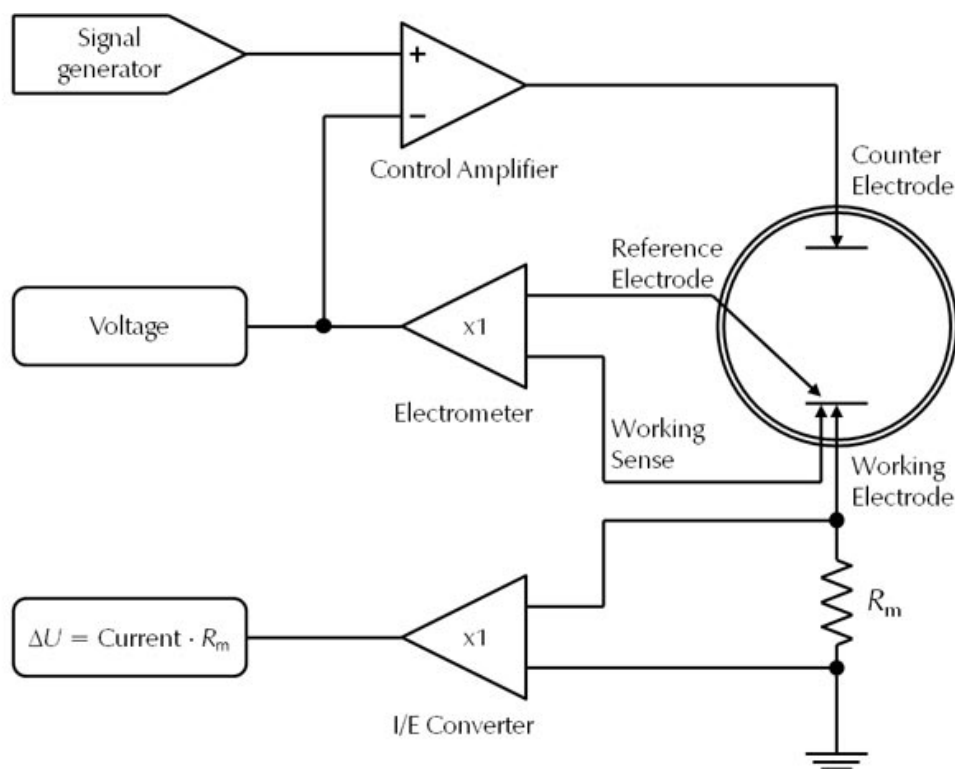 Signal
generator
+
−
Control Amplifier
Counter
Electrode
Reference
Electrode
Voltage
x1
Electrometer
Working
Sense
Working
Electrode
ΔU = Current · Rm
x1
Rm
I/E Converter